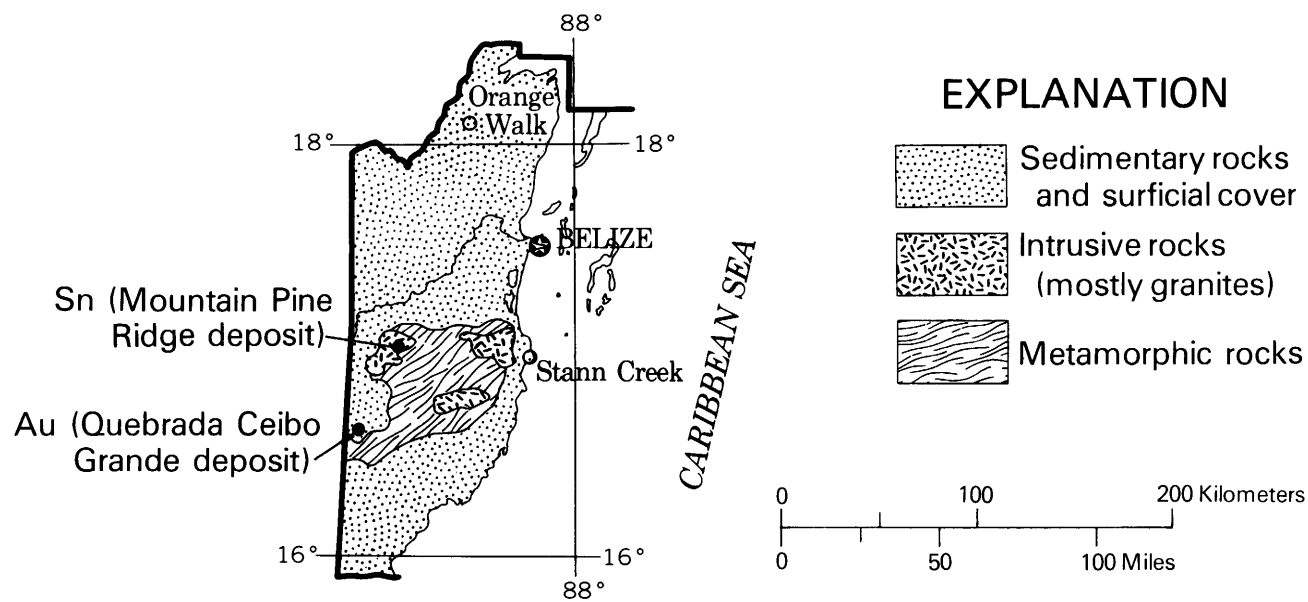 88°
Orange
Walk
18°
18°
BELIZE
Sn (Mountain Pine
Ridge deposit)
Stann Creek
Au (Quebrada Ceibo
Grande deposit)
CARIBBEAN SEA
16°
16°
88°
EXPLANATION
Sedimentary rocks
and surficial cover
Intrusive rocks
(mostly granites)
Metamorphic rocks
0 100 200 Kilometers
0 50 100 Miles